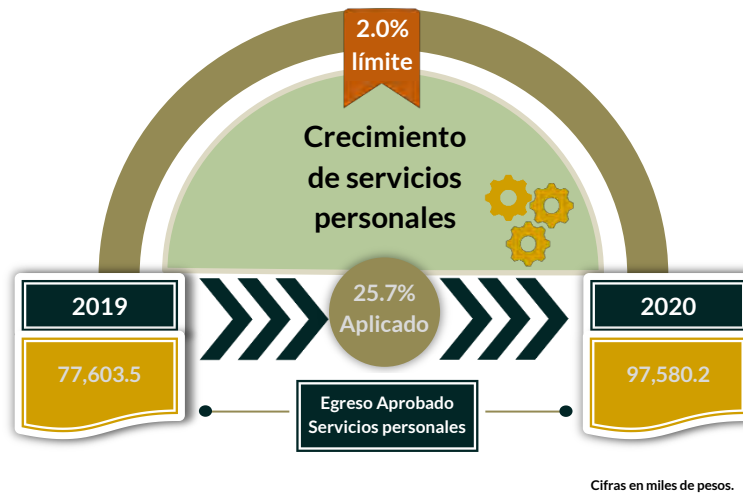 2.0%
límite
Crecimiento
de servicios
personales
2019
25.7%
Aplicado
2020
77,603.5
97,580.2
Egreso Aprobado
Servicios personales
Cifras en miles de pesos.